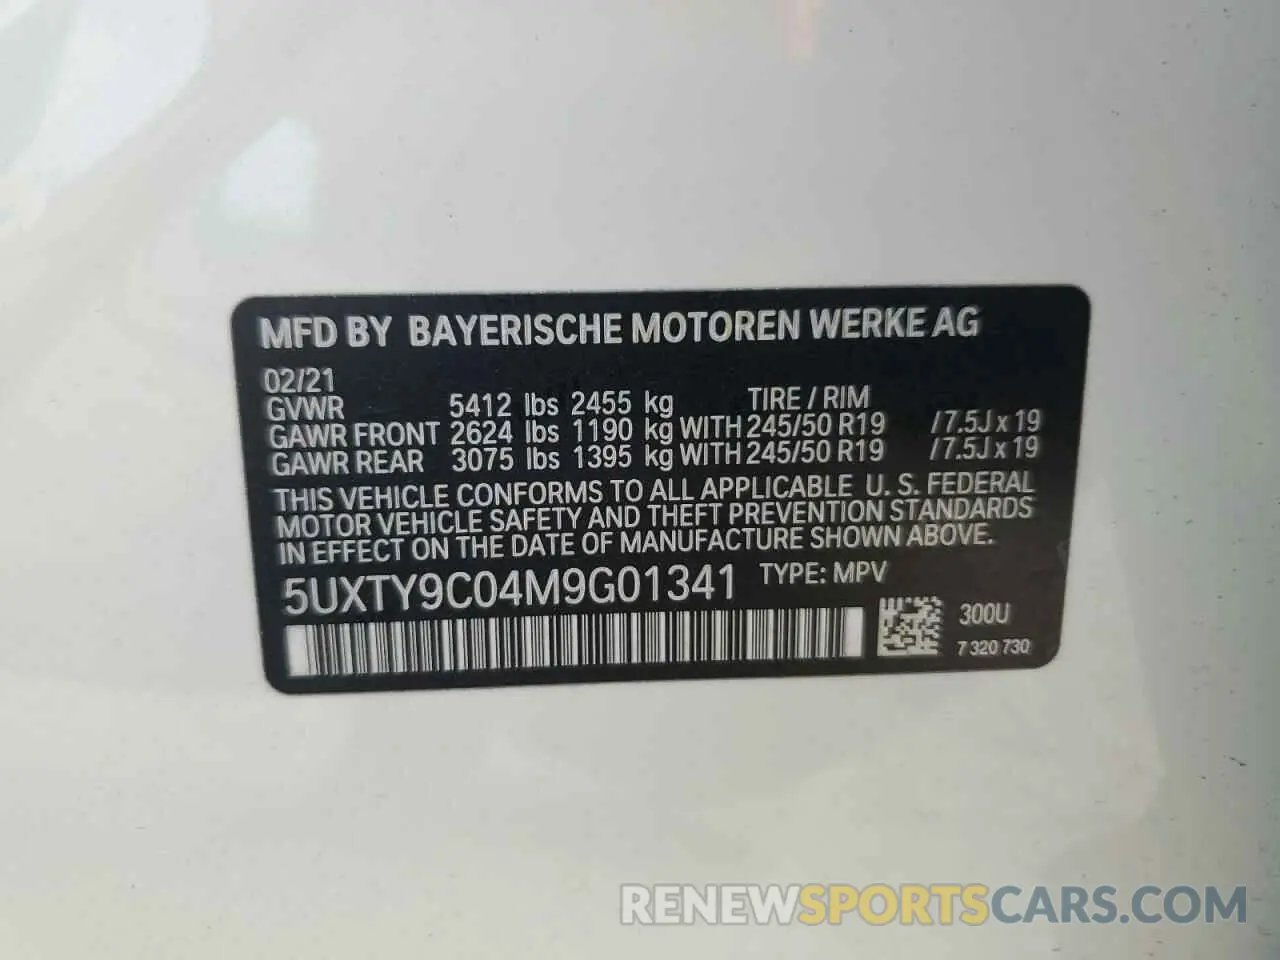 MFD BY BAYERISCHE MOTOREN WERKE AG
02/21
GVWR 5412 lbs 2455 kg TIRE / RIM
GAWR FRONT 2624 lbs 1190 kg WITH 245/50 R19 /7.5J x 19
GAWR REAR 3075 lbs 1395 kg WITH 245/50 R19 /7.5J x 19
THIS VEHICLE CONFORMS TO ALL APPLICABLE U. S. FEDERAL
MOTOR VEHICLE SAFETY AND THEFT PREVENTION STANDARDS
IN EFFECT ON THE DATE OF MANUFACTURE SHOWN ABOVE.
5UXTY9C04M9G01341 TYPE: MPV
300U
7 320 730
RENEWSPORTSCARS.COM